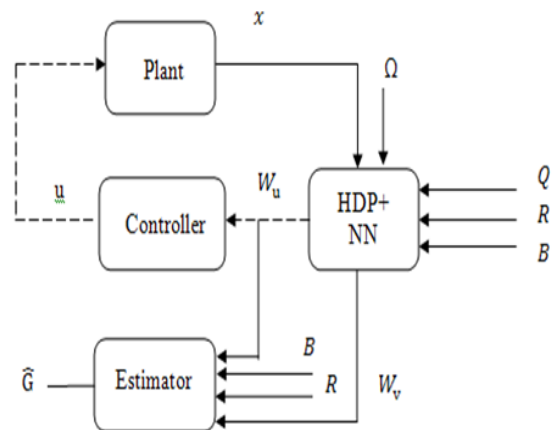 x
Plant
Ω
Q
u
W_u
HDP+
NN
R
Controller
B
B
Ĝ
Estimator
R
W_v